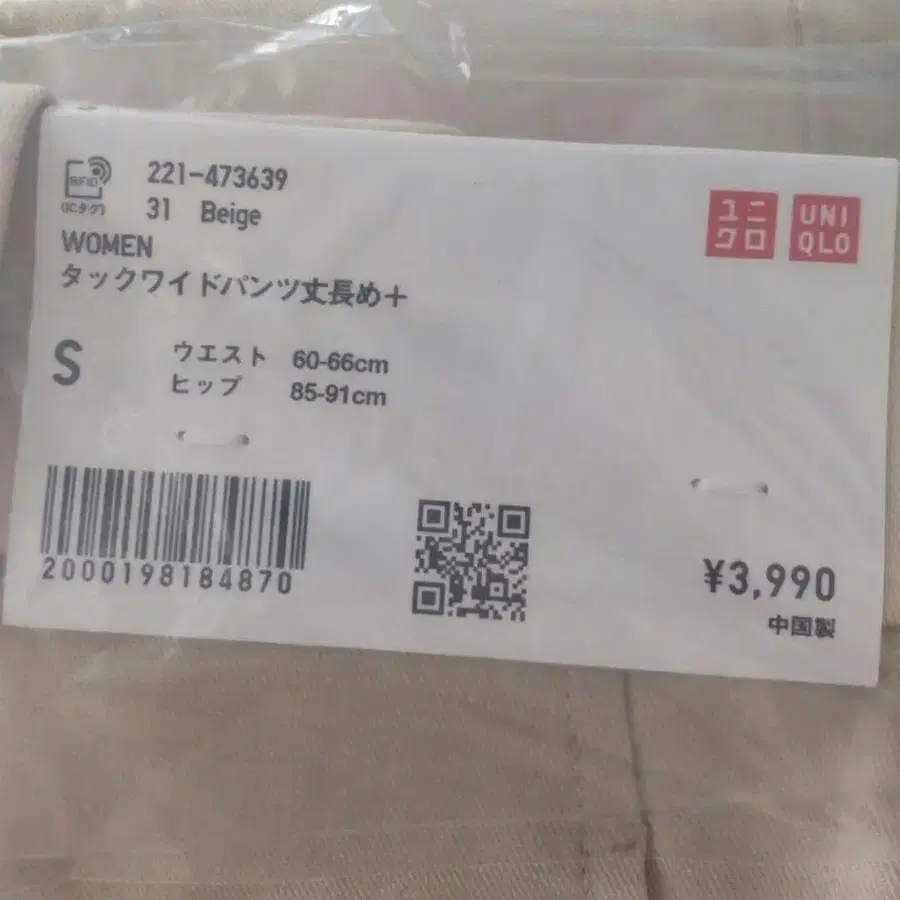 RFID
ICタグ
221-473639
31 Beige
WOMEN
タックワイドパンツ丈長め+
S
ウエスト 60-66cm
ヒップ 85-91cm
2000198184870
ユニ
クロ
UNI
QLO
¥3,990
中国製